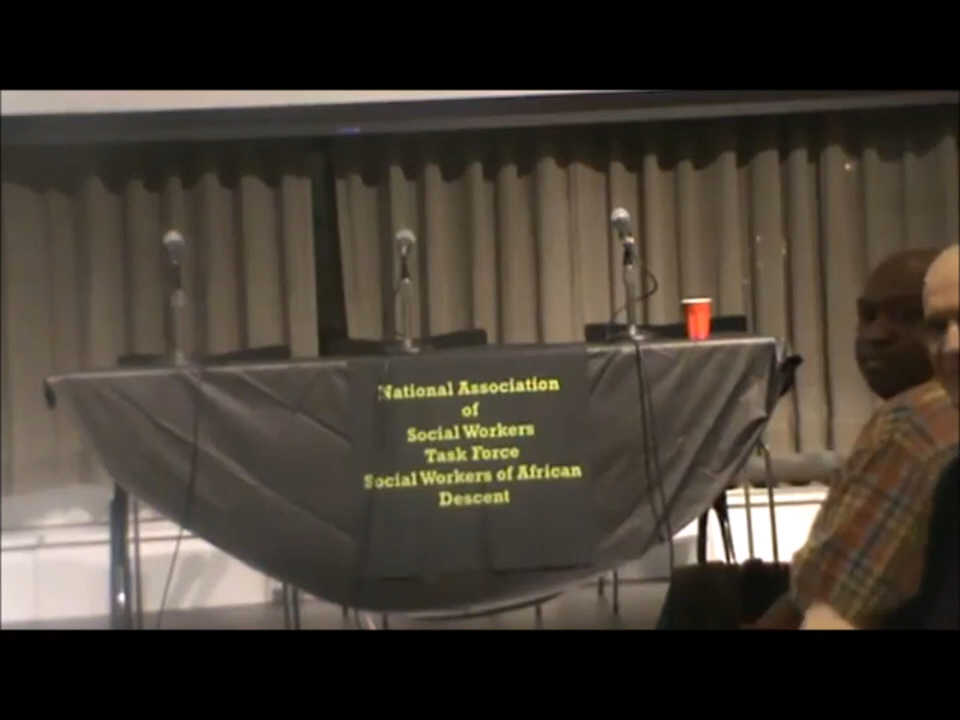 National Association
of
Social Workers
Task Force
Social Workers of African
Descent